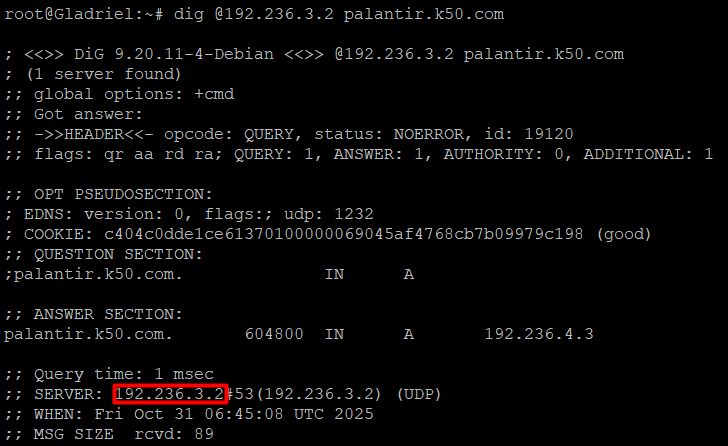 root@Gladriel:~# dig @192.236.3.2 palantir.k50.com
; <<>> DiG 9.20.11-4-Debian <<>> @192.236.3.2 palantir.k50.com
; (1 server found)
;; global options: +cmd
;; Got answer:
;; ->>HEADER<<- opcode: QUERY, status: NOERROR, id: 19120
;; flags: qr aa rd ra; QUERY: 1, ANSWER: 1, AUTHORITY: 0, ADDITIONAL: 1
;; OPT PSEUDOSECTION:
; EDNS: version: 0, flags:; udp: 1232
; COOKIE: c404c0dde1ce61370100000069045af4768cb7b09979c198 (good)
;; QUESTION SECTION:
;palantir.k50.com. IN A
;; ANSWER SECTION:
palantir.k50.com. 604800 IN A 192.236.4.3
;; Query time: 1 msec
;; SERVER: 192.236.3.2#53(192.236.3.2) (UDP)
;; WHEN: Fri Oct 31 06:45:08 UTC 2025
;; MSG SIZE rcvd: 89